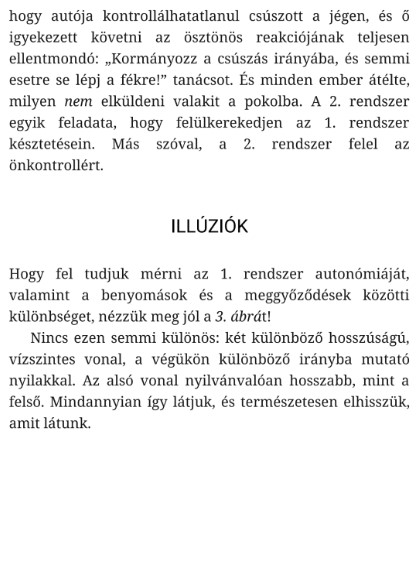 hogy autója kontrollálhatatlanul csúszott a jégen, és ő
igyekezett követni az ösztönös reakciójának teljesen
ellentmondó: „Kormányozz a csúszás irányába, és semmi
esetre se lépj a fékre!” tanácsot. És minden ember átélte,
milyen nem elküldeni valakit a pokolba. A 2. rendszer
egyik feladata, hogy felülkerekedjen az 1. rendszer
késztetésein. Más szóval, a 2. rendszer felel az
önkontrollért.
ILLÚZIÓK
Hogy fel tudjuk mérni az 1. rendszer autonómiáját,
valamint a benyomások és a meggyőződések közötti
különbséget, nézzük meg jól a 3. ábrát!
Nincs ezen semmi különös: két különböző hosszúságú,
vízszintes vonal, a végükön különböző irányba mutató
nyilakkal. Az alsó vonal nyilvánvalóan hosszabb, mint a
felső. Mindannyian így látjuk, és természetesen elhisszük,
amit látunk.